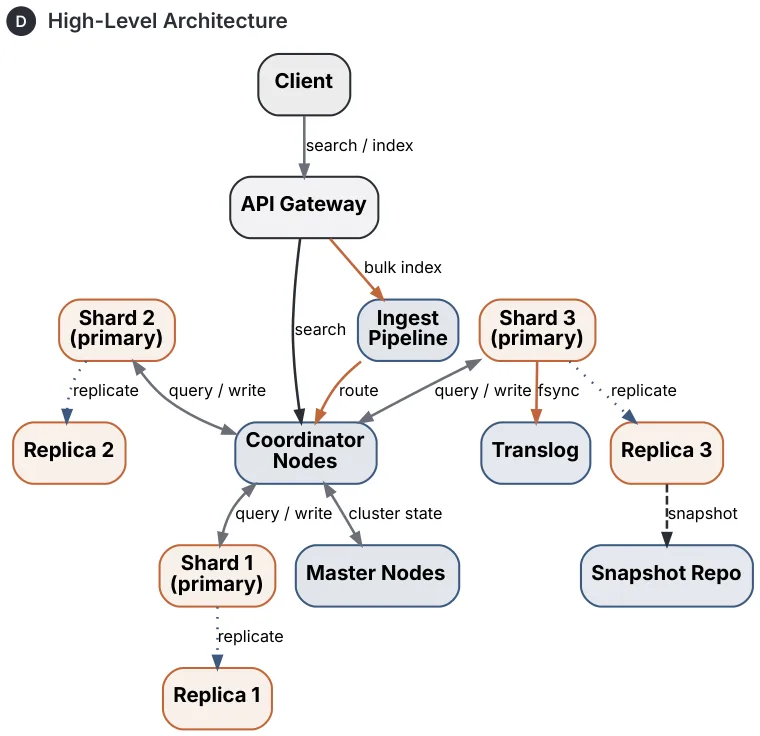 D High-Level Architecture
Client
search / index
API Gateway
bulk index
Shard 2
(primary)
search
Ingest
Pipeline
Shard 3
(primary)
replicate
query / write
route
query / write
fsync
replicate
Replica 2
Coordinator
Nodes
Translog
Replica 3
query / write
cluster state
snapshot
Shard 1
(primary)
Master Nodes
Snapshot Repo
replicate
Replica 1